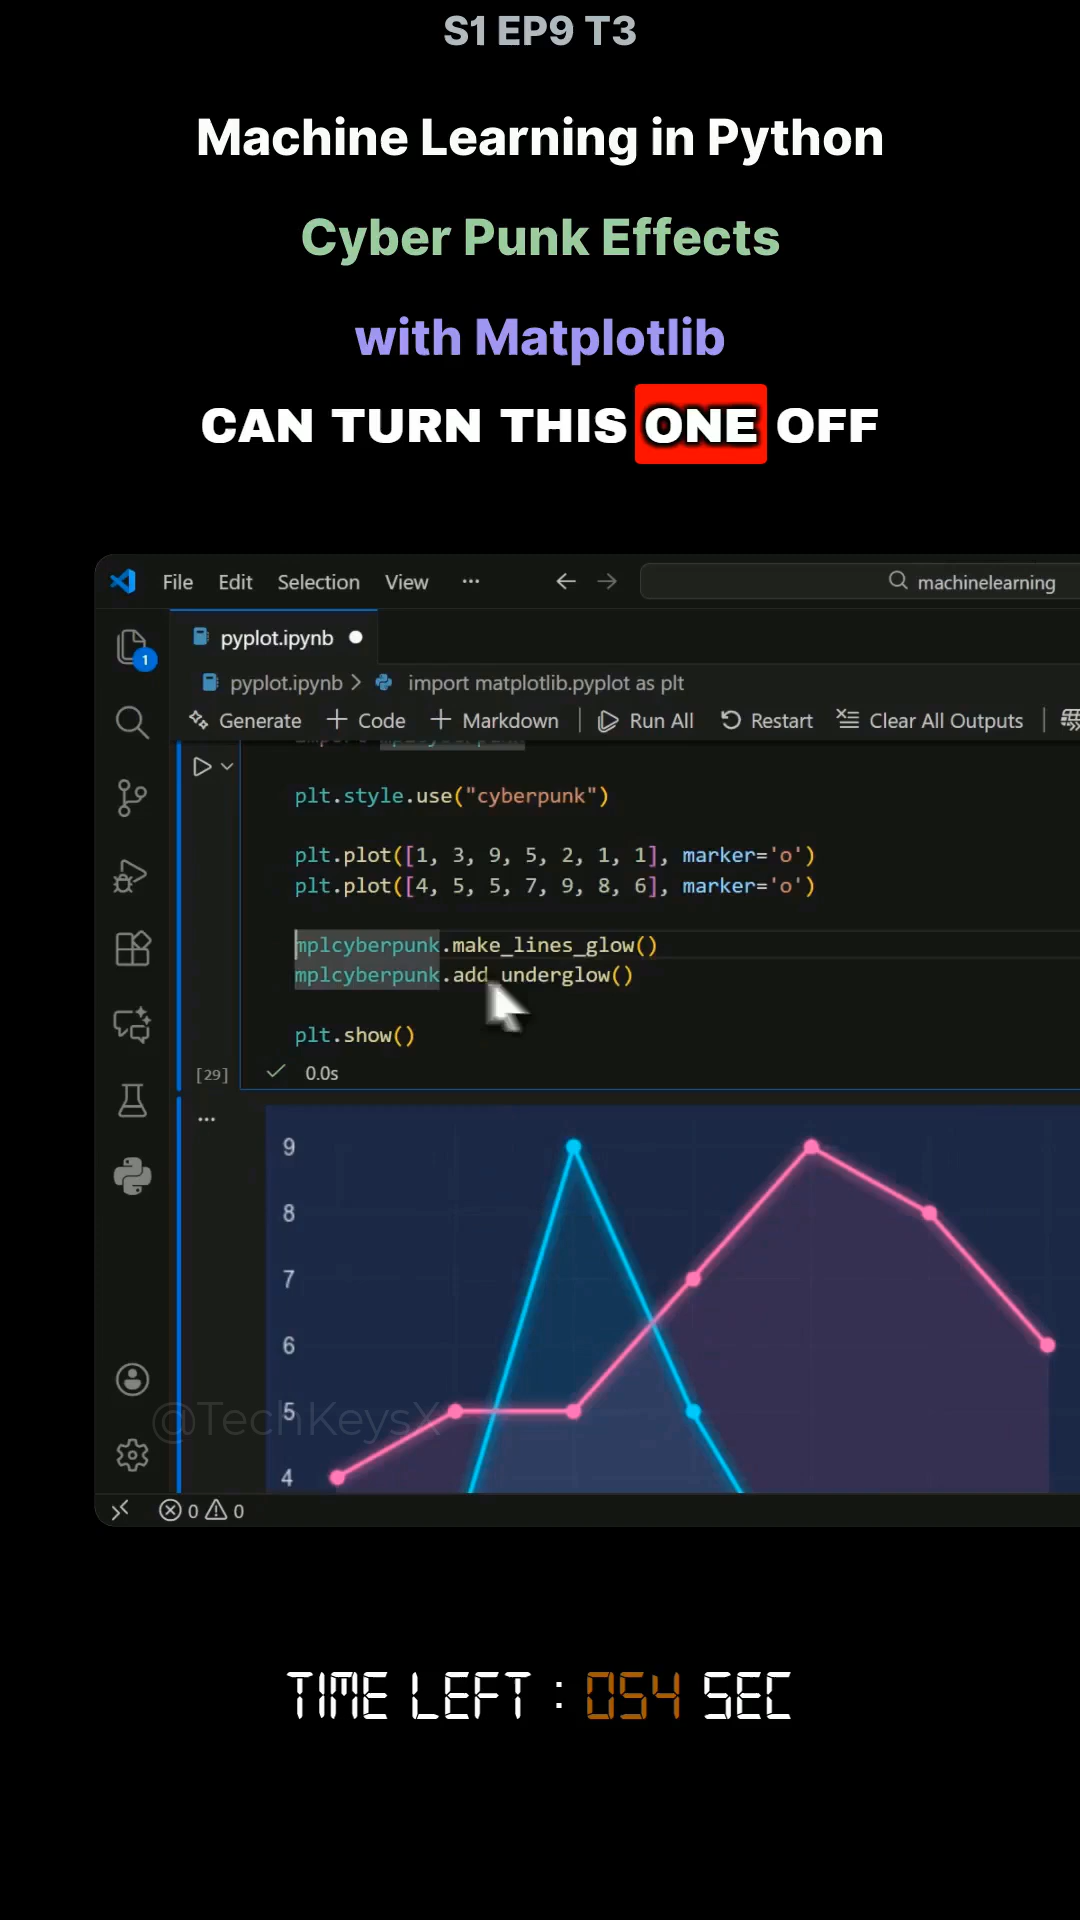 S1 EP9 T3
Machine Learning in Python
Cyber Punk Effects
with Matplotlib
CAN TURN THIS ONE OFF
File Edit Selection View ··· machinelearning
pyplot.ipynb
1
pyplot.ipynb > import matplotlib.pyplot as plt
Generate + Code + Markdown | Run All Restart Clear All Outputs |
import mplcyberpunk
plt.style.use("cyberpunk")
plt.plot([1, 3, 9, 5, 2, 1, 1], marker='o')
plt.plot([4, 5, 5, 7, 9, 8, 6], marker='o')
mplcyberpunk.make_lines_glow()
mplcyberpunk.add_underglow()
plt.show()
[29] 0.0s
...
9
8
7
6
5
@TechKeysX
4
0 0
TIME LEFT : 054 SEC